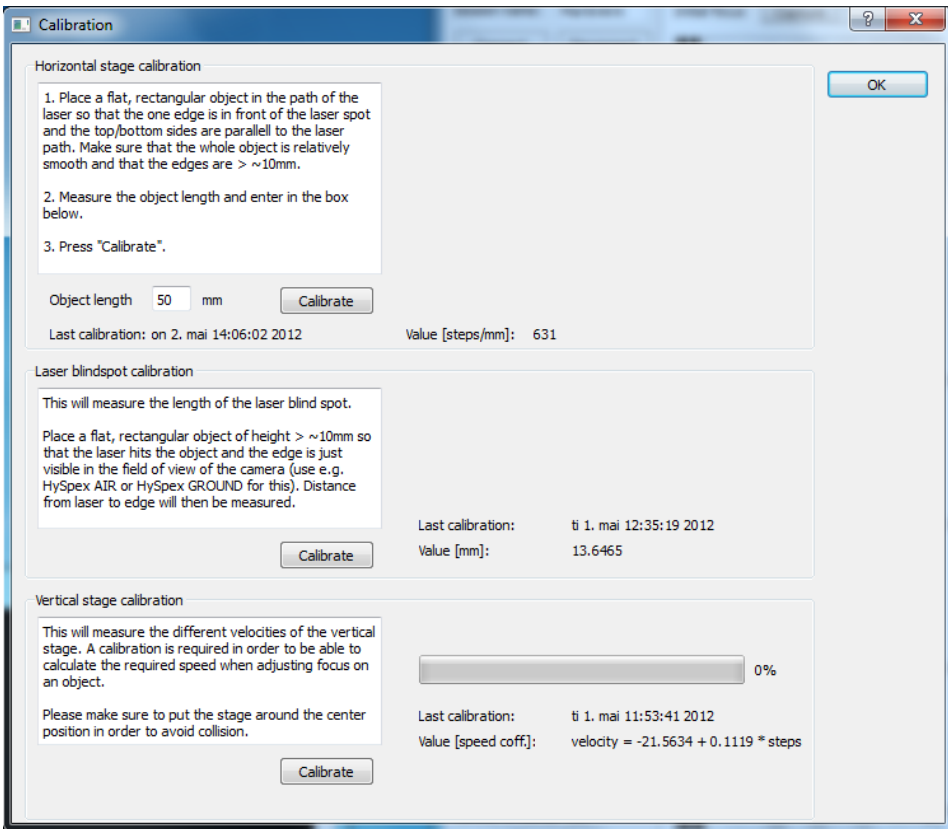 Calibration
Horizontal stage calibration
1. Place a flat, rectangular object in the path of the
laser so that the one edge is in front of the laser spot
and the top/bottom sides are parallell to the laser
path. Make sure that the whole object is relatively
smooth and that the edges are > ~10mm.
2. Measure the object length and enter in the box
below.
3. Press "Calibrate".
OK
Object length 50 mm Calibrate
Last calibration: on 2. mai 14:06:02 2012 Value [steps/mm]: 631
Laser blindspot calibration
This will measure the length of the laser blind spot.
Place a flat, rectangular object of height > ~10mm so
that the laser hits the object and the edge is just
visible in the field of view of the camera (use e.g.
HySpex AIR or HySpex GROUND for this). Distance
from laser to edge will then be measured.
Last calibration: ti 1. mai 12:35:19 2012
Calibrate Value [mm]: 13.6465
Vertical stage calibration
This will measure the different velocities of the vertical
stage. A calibration is required in order to be able to
calculate the required speed when adjusting focus on
an object.
Please make sure to put the stage around the center
position in order to avoid collision.
0%
Last calibration: ti 1. mai 11:53:41 2012
Value [speed coff.]: velocity = -21.5634 + 0.1119 * steps
Calibrate